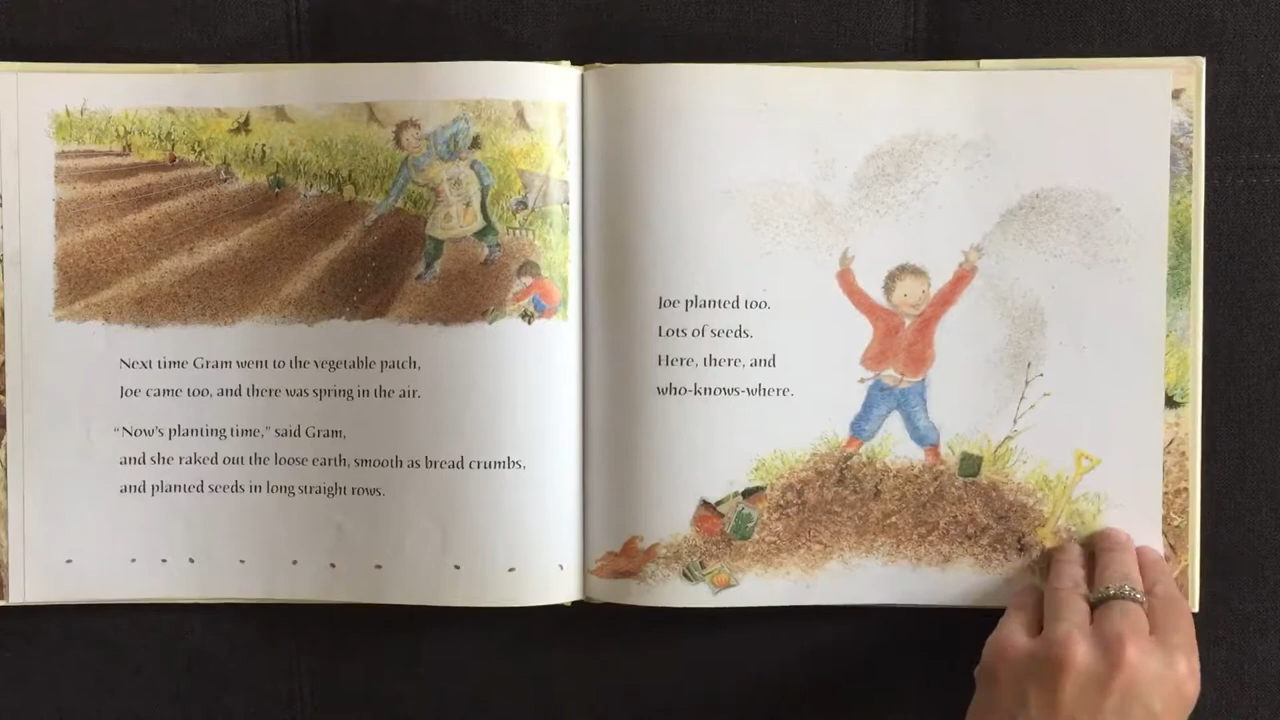 Next time Gram went to the vegetable patch,
Joe came too, and there was spring in the air.
“Now’s planting time,” said Gram,
and she raked out the loose earth, smooth as bread crumbs,
and planted seeds in long straight rows.
Joe planted too.
Lots of seeds.
Here, there, and
who-knows-where.